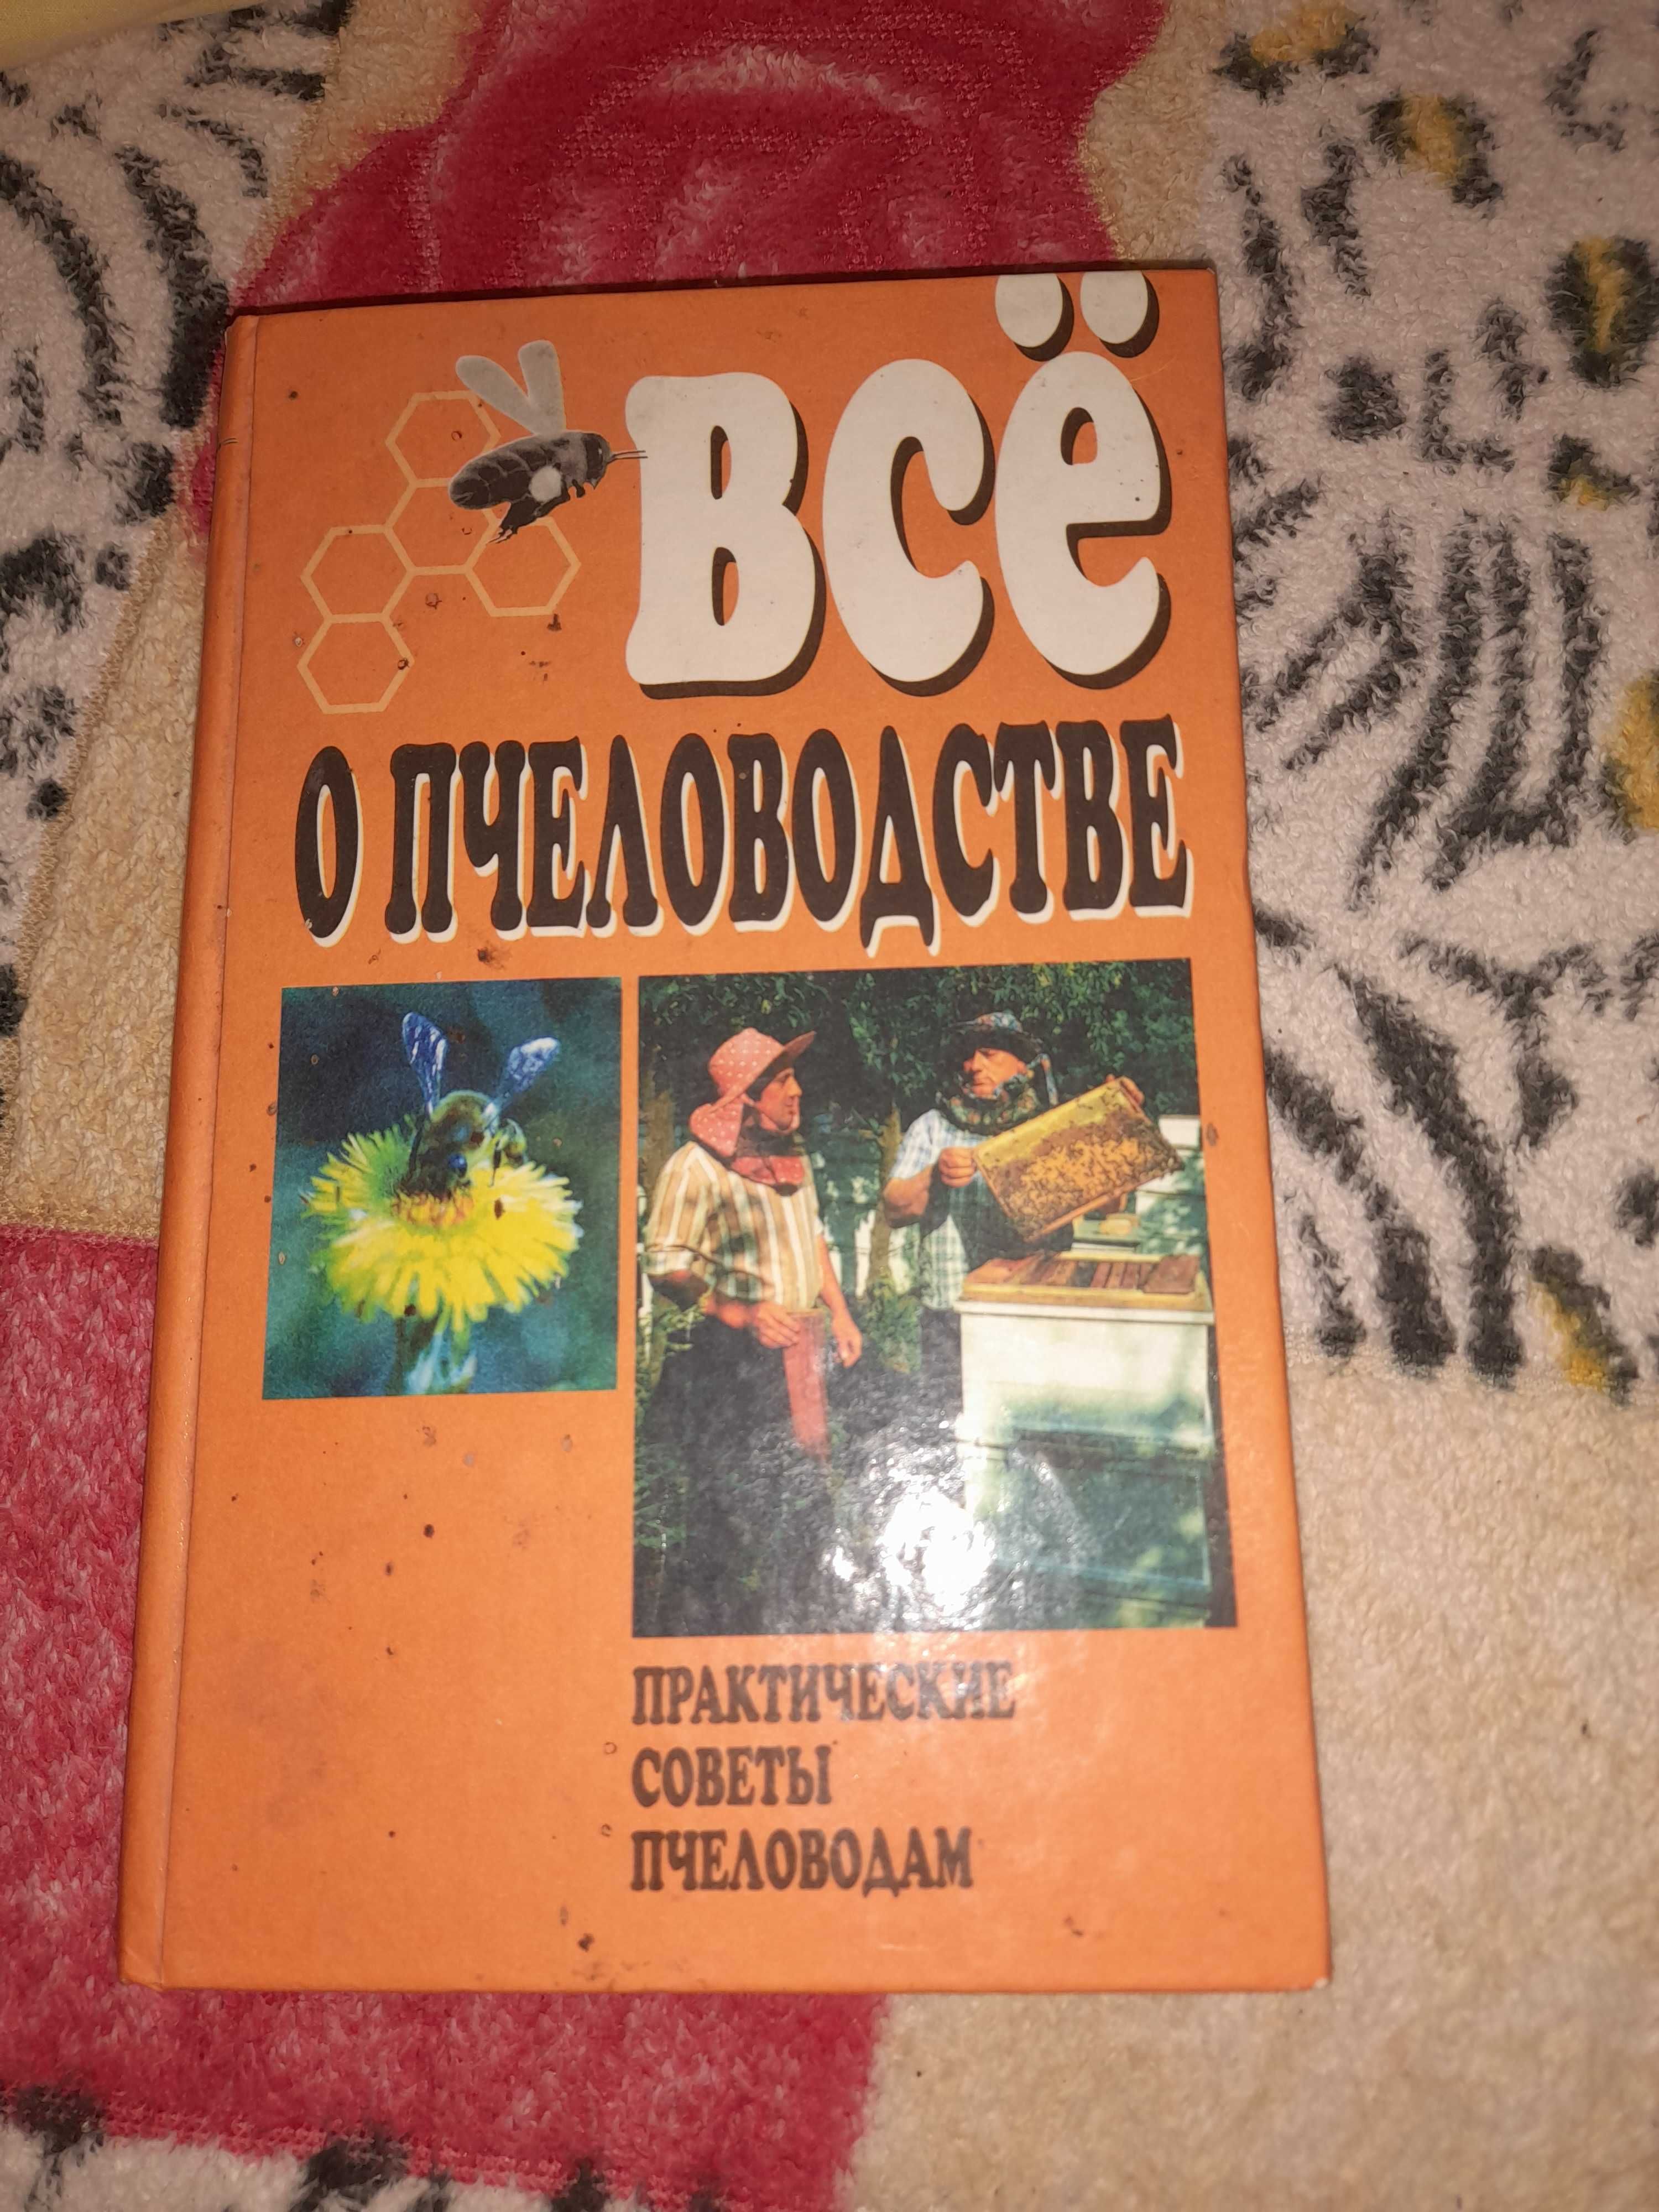 Всё
О ПЧЕЛОВОДСТВЕ
ПРАКТИЧЕСКИЕ
СОВЕТЫ
ПЧЕЛОВОДАМ